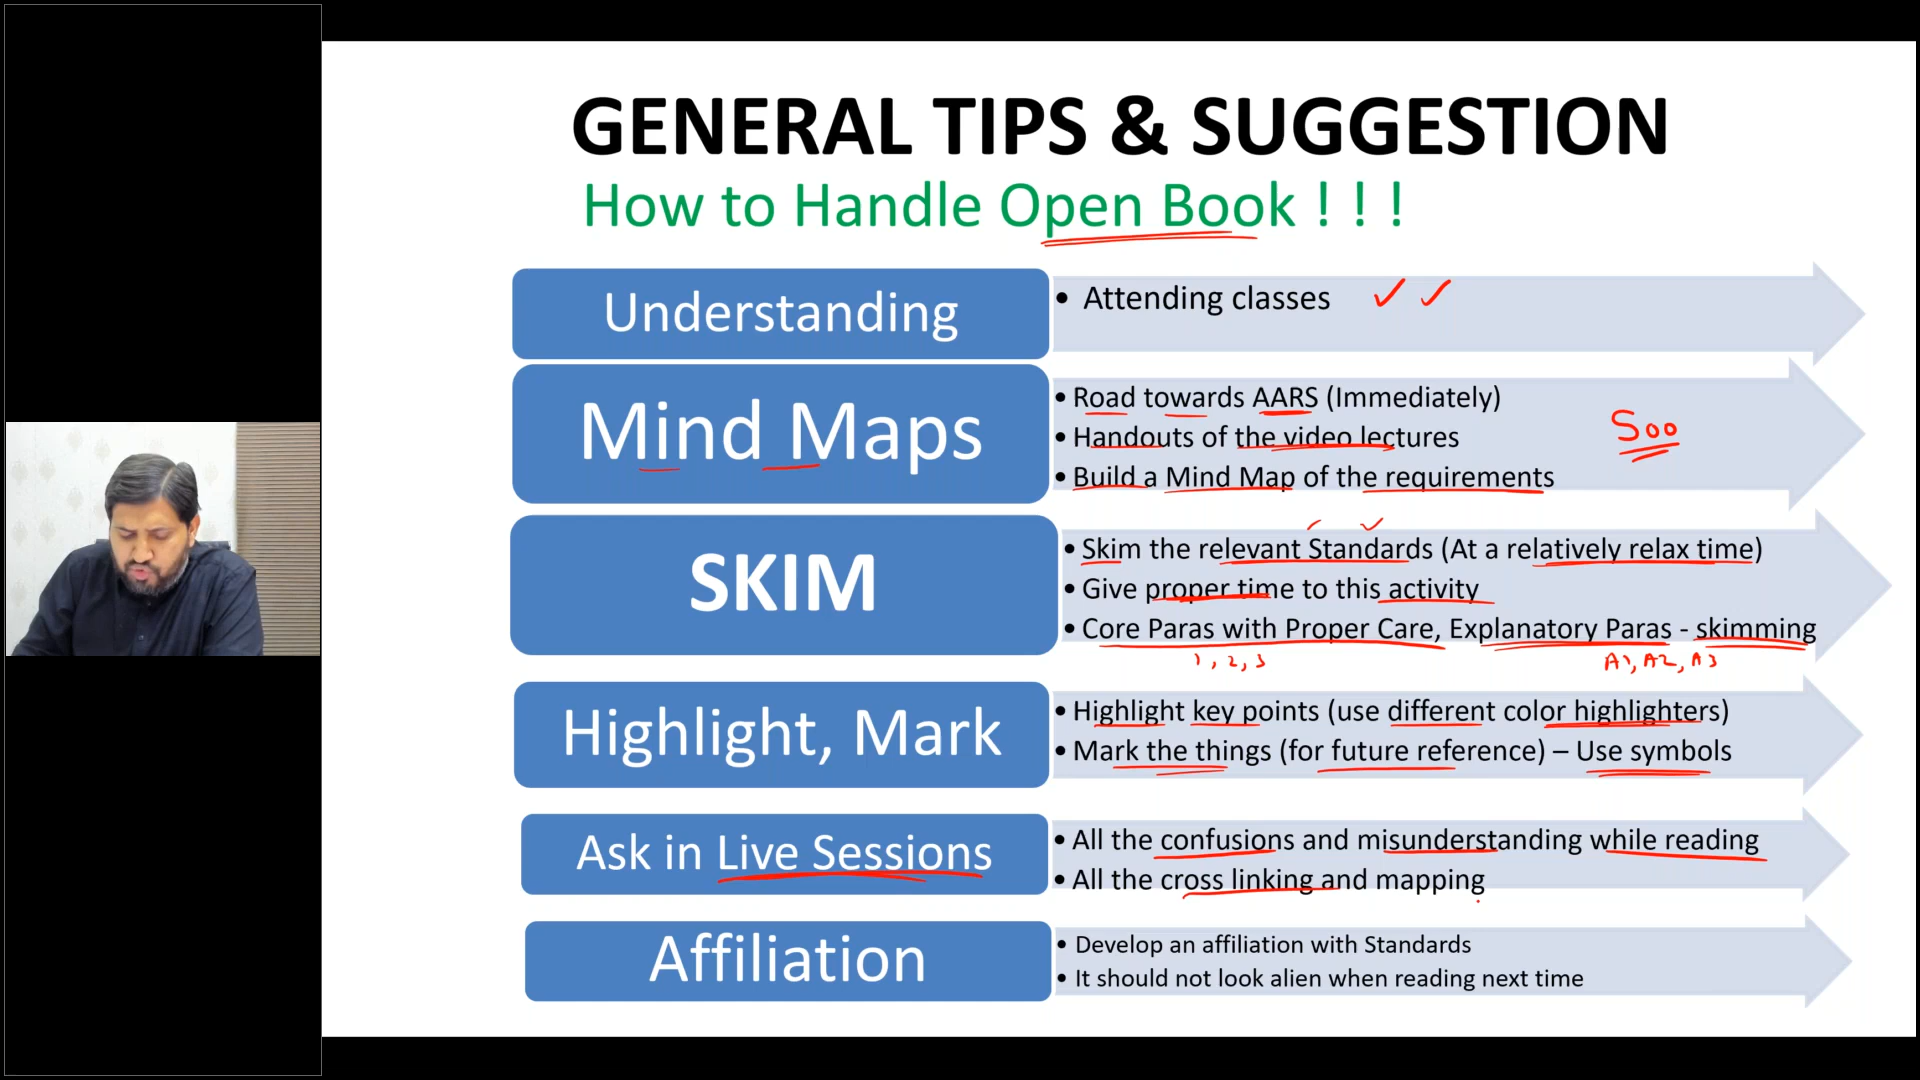 GENERAL TIPS & SUGGESTION
How to Handle Open Book ! ! !
Understanding
• Attending classes
Mind Maps
• Road towards AARS (Immediately)
• Handouts of the video lectures
• Build a Mind Map of the requirements
500
SKIM
• Skim the relevant Standards (At a relatively relax time)
• Give proper time to this activity
• Core Paras with Proper Care, Explanatory Paras - skimming
1, 2, 3
A1, A2, A3
Highlight, Mark
• Highlight key points (use different color highlighters)
• Mark the things (for future reference) – Use symbols
Ask in Live Sessions
• All the confusions and misunderstanding while reading
• All the cross linking and mapping
Affiliation
• Develop an affiliation with Standards
• It should not look alien when reading next time